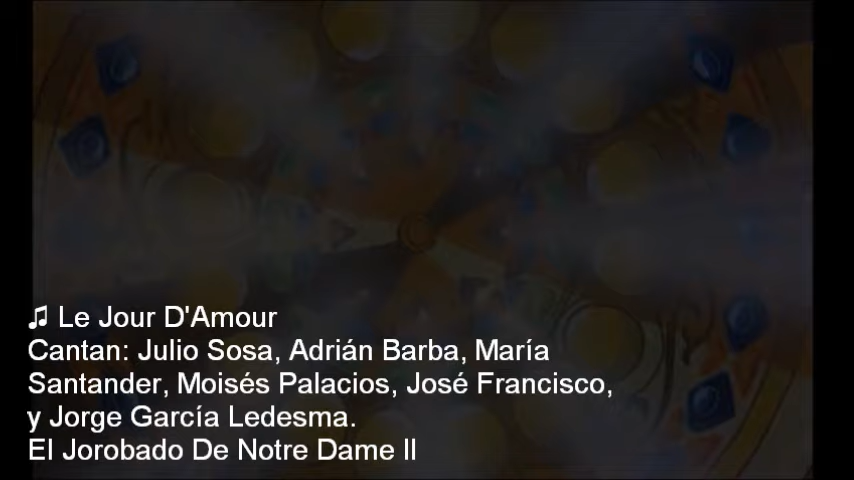 ♫ Le Jour D'Amour
Cantan: Julio Sosa, Adrián Barba, María
Santander, Moisés Palacios, José Francisco,
y Jorge García Ledesma.
El Jorobado De Notre Dame II